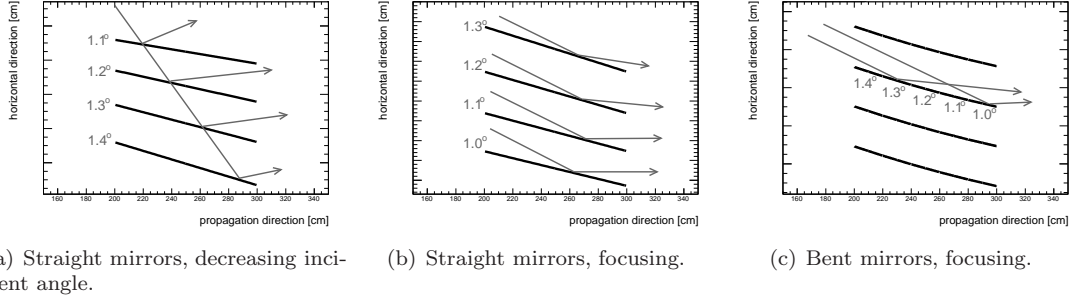 horizontal direction [cm]
1.1°
1.2°
1.3°
1.4°
160 180 200 220 240 260 280 300 320 340
propagation direction [cm]
horizontal direction [cm]
1.3°
1.2°
1.1°
1.0°
160 180 200 220 240 260 280 300 320 340
propagation direction [cm]
horizontal direction [cm]
1.4° 1.3° 1.2° 1.1° 1.0°
160 180 200 220 240 260 280 300 320 340
propagation direction [cm]
) Straight mirrors, decreasing inci-
ent angle.
(b) Straight mirrors, focusing.
(c) Bent mirrors, focusing.